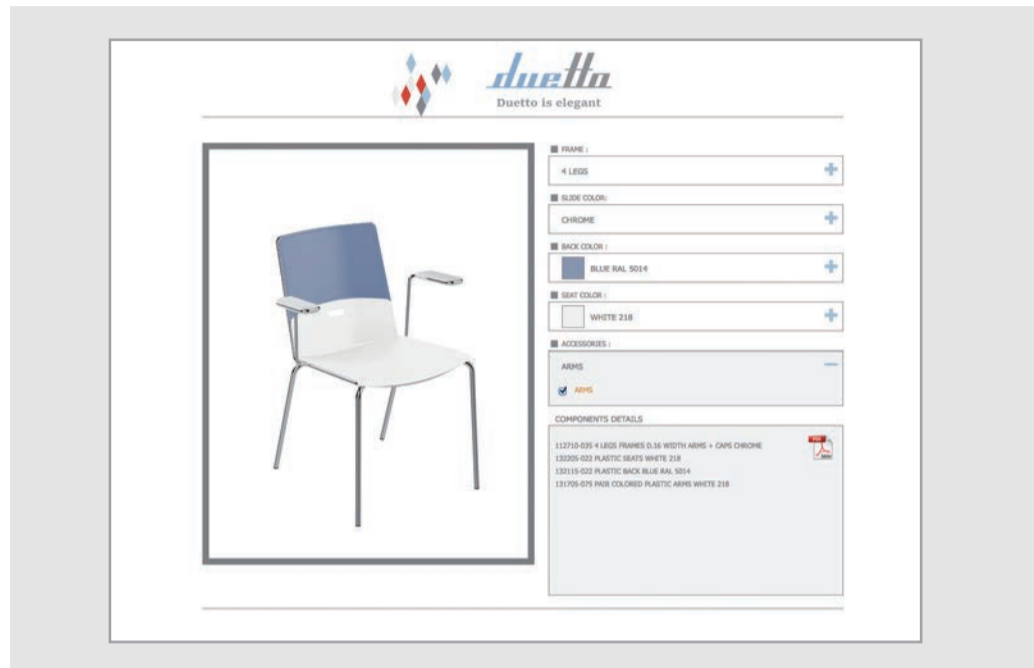 duetto
Duetto is elegant
FRAME :
4 LEGS
SLIDE COLOR:
CHROME
BACK COLOR :
BLUE RAL 5014
SEAT COLOR :
WHITE 218
ACCESSORIES :
ARMS
ARMS
COMPONENTS DETAILS
112710-035 4 LEGS FRAMES D.16 WIDTH ARMS + CAPS CHROME
132205-022 PLASTIC SEATS WHITE 218
132115-022 PLASTIC BACK BLUE RAL 5014
131705-075 PAIR COLORED PLASTIC ARMS WHITE 218
PDF